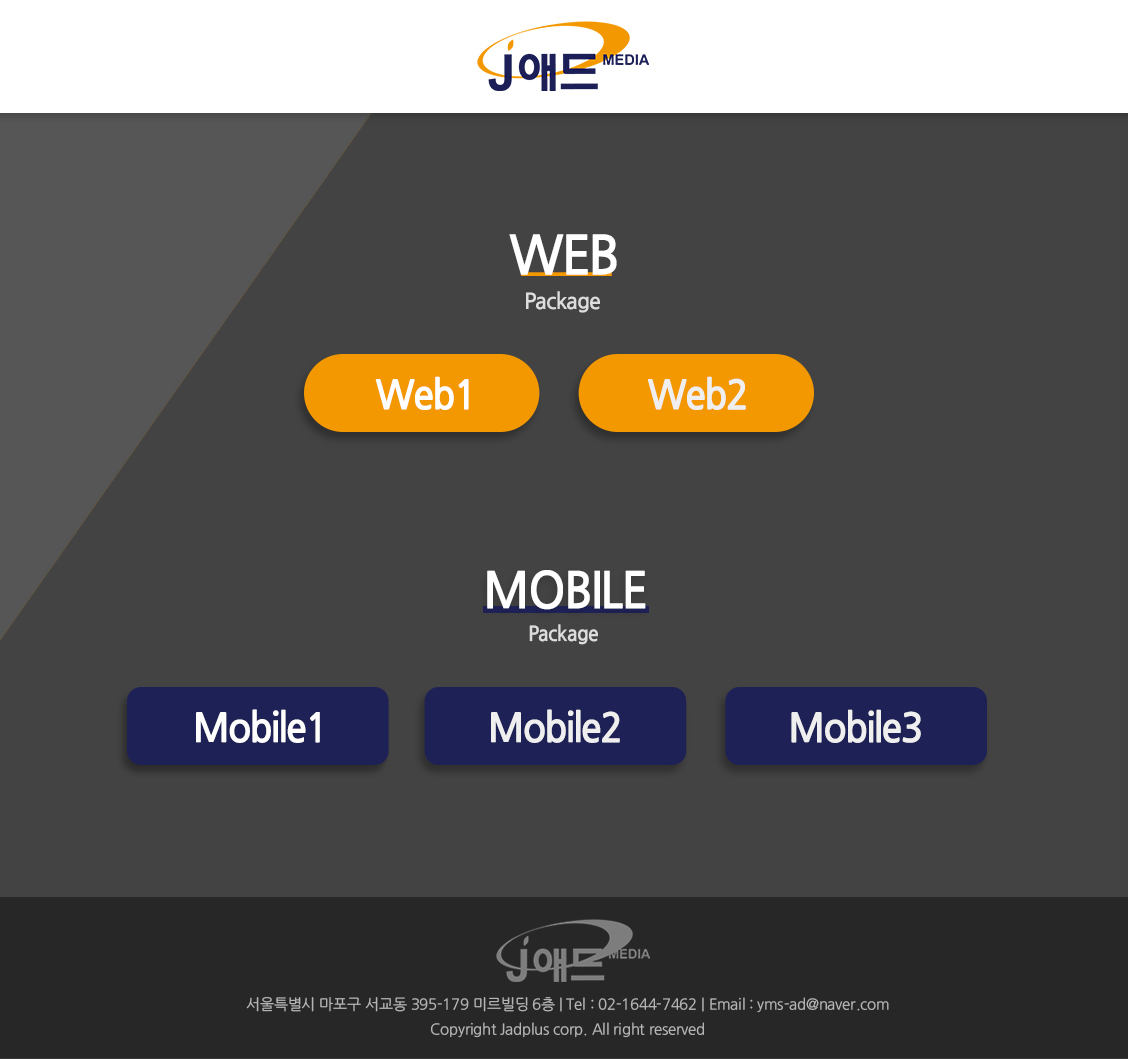 J애드 MEDIA
WEB
Package
Web1 Web2
MOBILE
Package
Mobile1 Mobile2 Mobile3
J애드 MEDIA
서울특별시 마포구 서교동 395-179 미르빌딩 6층 | Tel : 02-1644-7462 | Email : yms-ad@naver.com
Copyright Jadplus corp. All right reserved